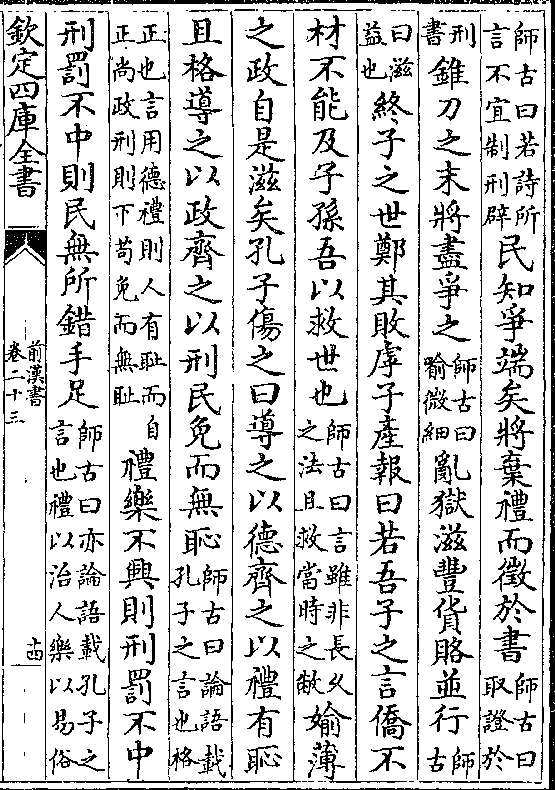 師古曰若詩所言不宜制刑辟民知爭端矣將棄禮而徵於書師古曰取證於
刑書錐刀之末將盡爭之師古曰喻微細亂獄滋豐貨賂並行師古
曰滋益也終子之世鄭其敗虖子產報曰若吾子之言僑不
材不能及子孫吾以救世也師古曰言雖非長久之法且救當時之敝媮薄
之政自是滋矣孔子傷之曰導之以德齊之以禮有恥
且格導之以政齊之以刑民免而無恥師古曰論語載孔子之言也格
正也言用德禮則人有耻而自正尚政刑則下苟免而無耻禮樂不興則刑罰不中
刑罰不中則民無所錯手足師古曰亦論語載孔子之言也禮以治人樂以易俗
欽定四庫全書
前漢書
卷二十三
十四